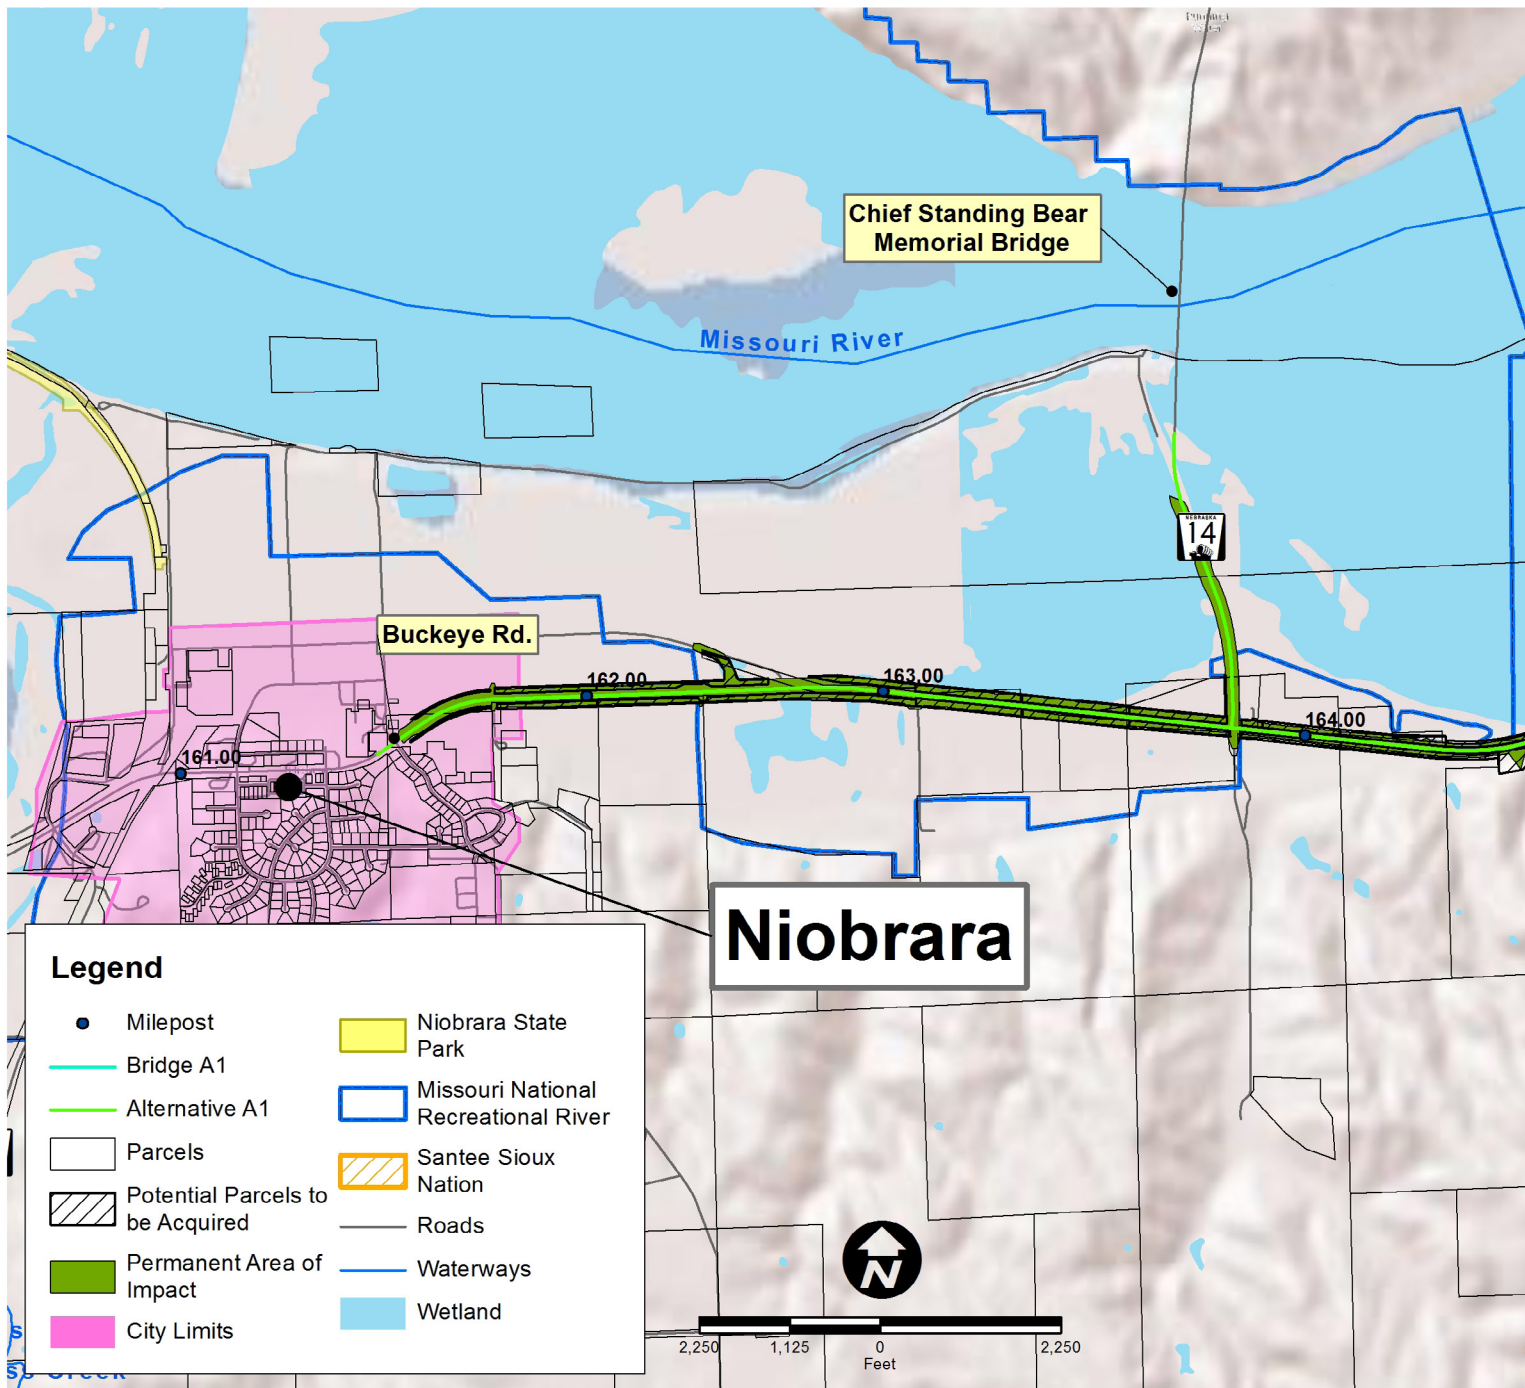 Chief Standing Bear
Memorial Bridge
Missouri River
NEBRASKA
14
Buckeye Rd.
162.00
163.00
164.00
161.00
Niobrara
Legend
Milepost
Bridge A1
Alternative A1
Parcels
Potential Parcels to
be Acquired
Permanent Area of
Impact
City Limits
Niobrara State
Park
Missouri National
Recreational River
Santee Sioux
Nation
Roads
Waterways
Wetland
N
2,250 1,125 0 2,250
Feet